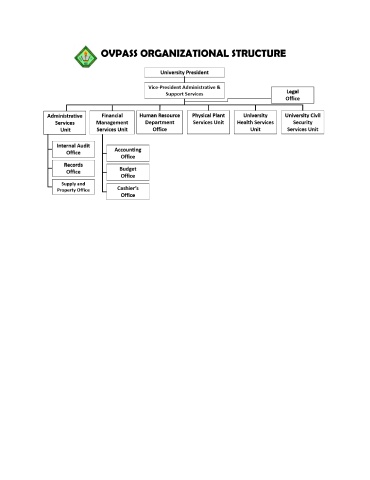 OVPASS ORGANIZATIONAL STRUCTURE
University President
Vice-President Administrative &
Support Services
Legal
Office
Administrative
Services
Unit
Financial
Management
Services Unit
Human Resource
Department
Office
Physical Plant
Services Unit
University
Health Services
Unit
University Civil
Security
Services Unit
Internal Audit
Office
Records
Office
Supply and
Property Office
Accounting
Office
Budget
Office
Cashier's
Office